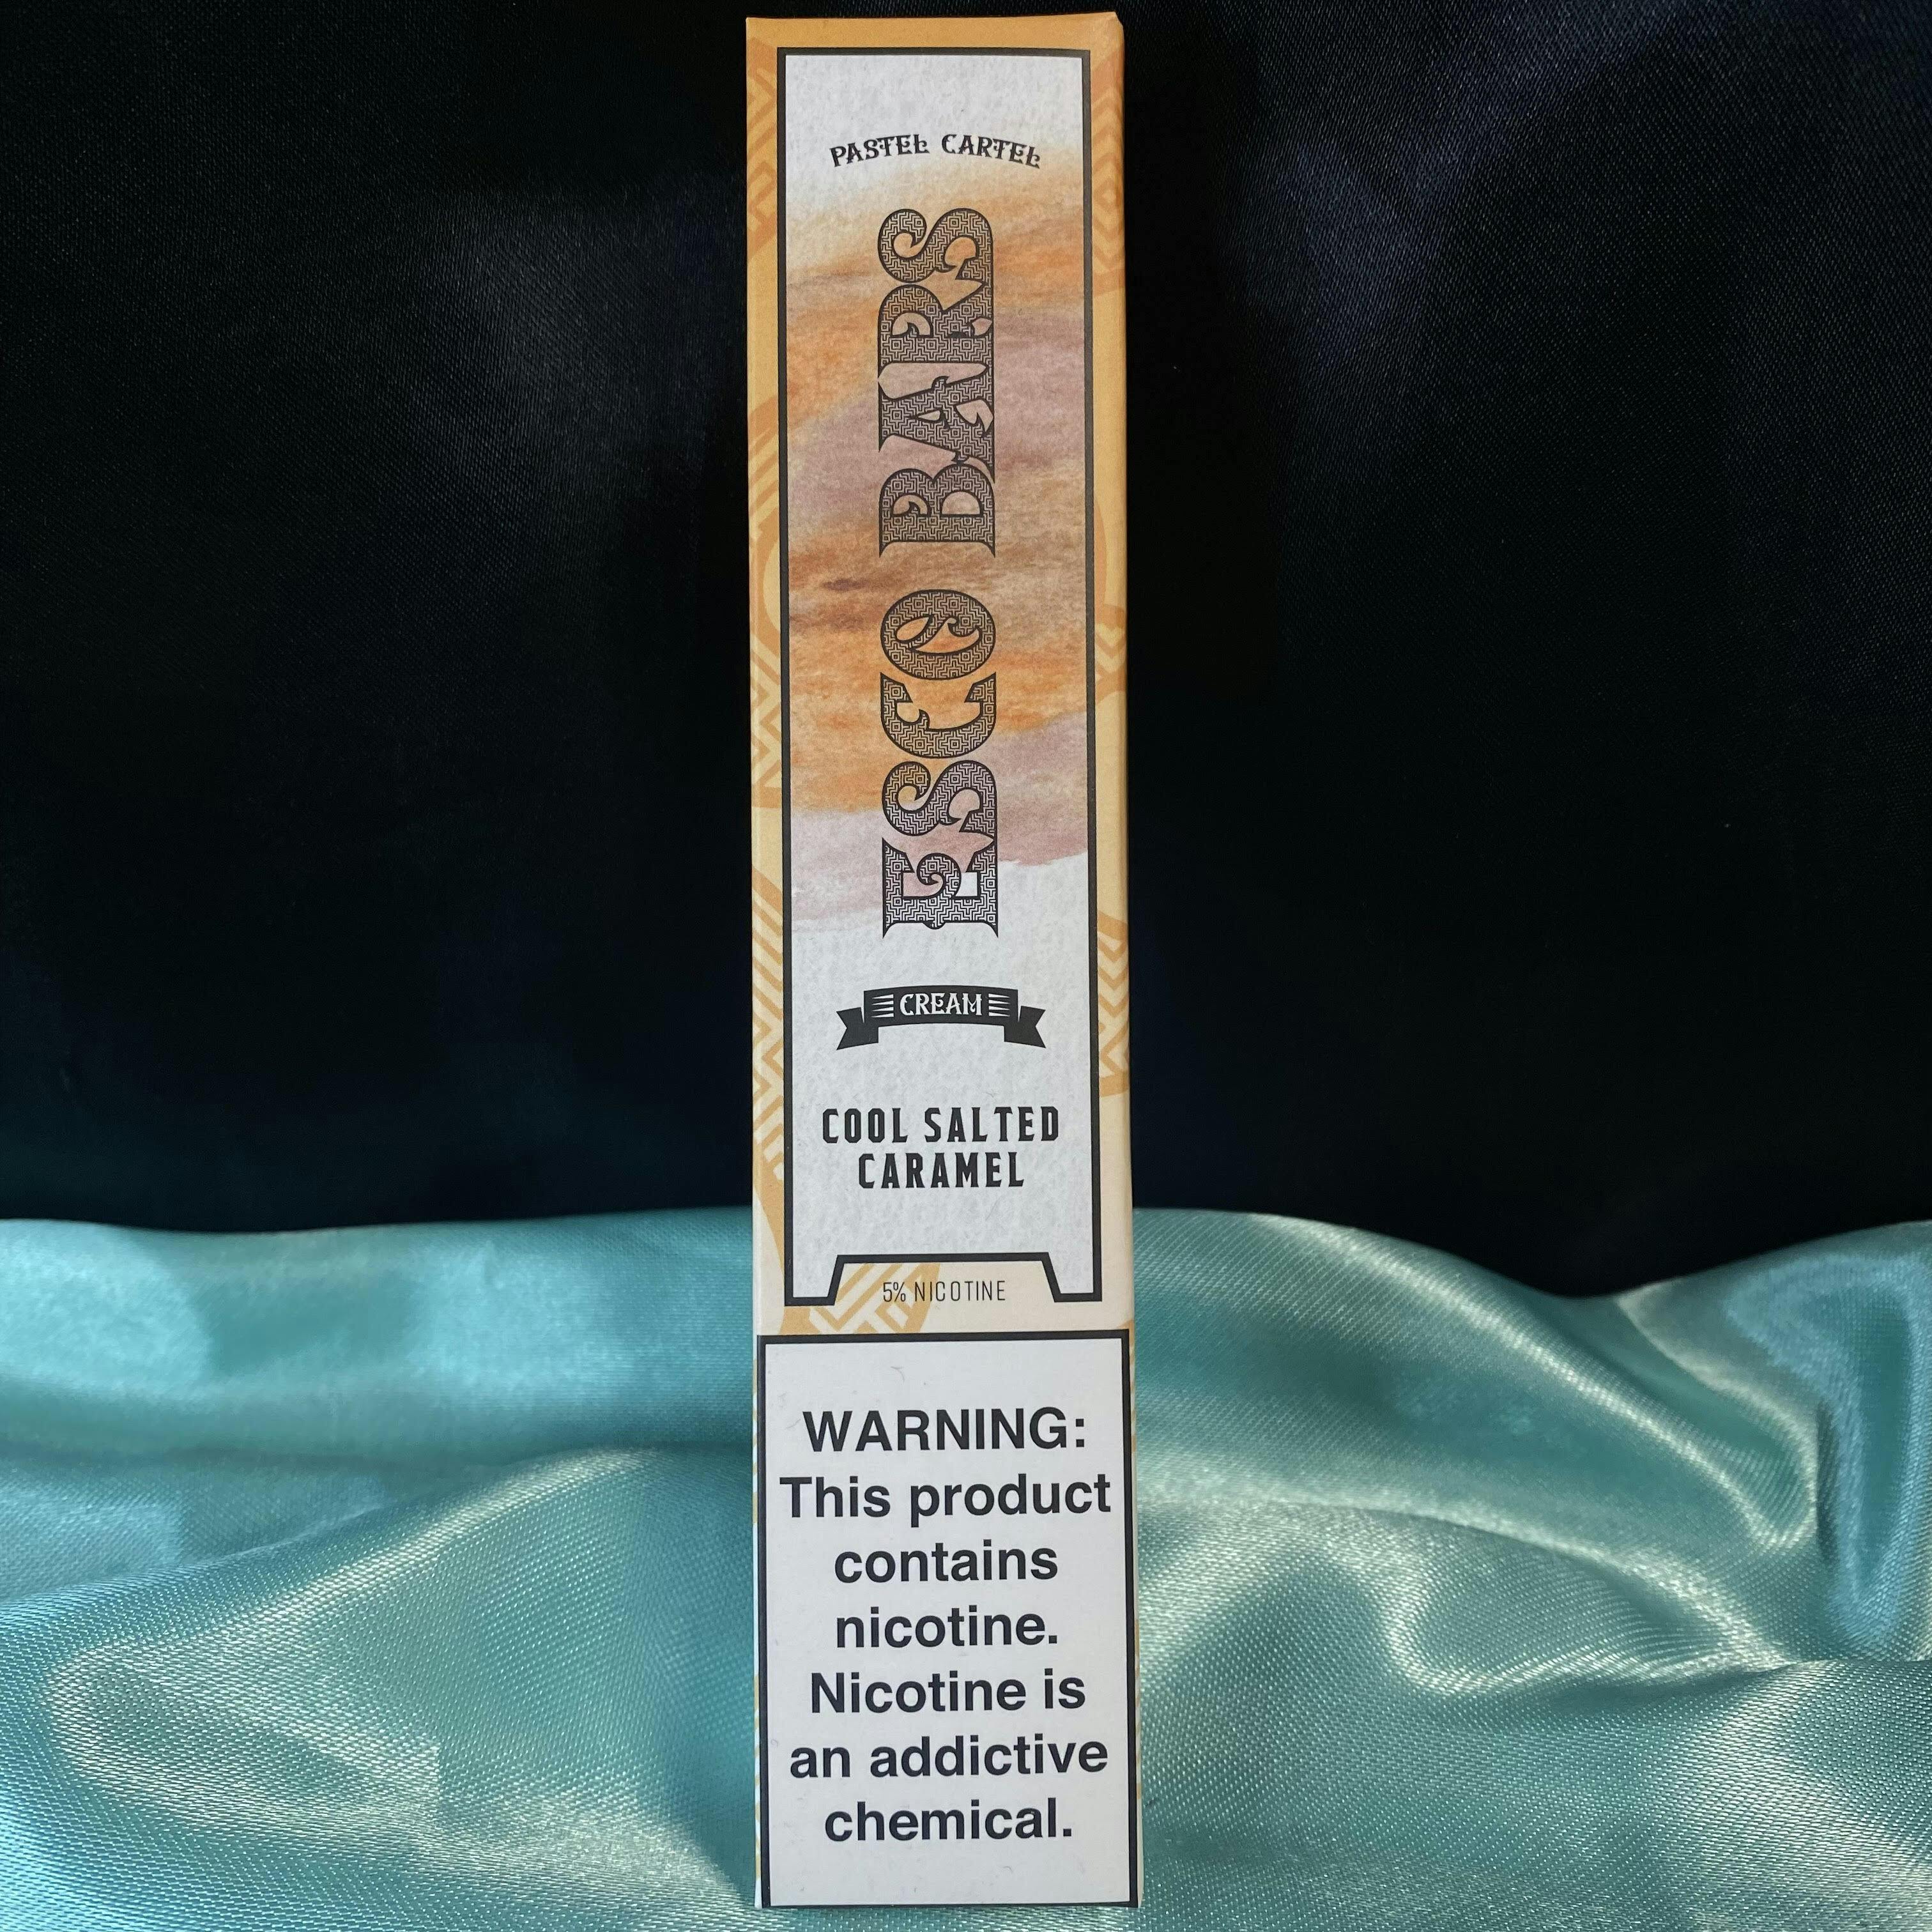 PASTEL CARTEL
ESCO BARS
CREAM
COOL SALTED
CARAMEL
5% NICOTINE
WARNING:
This product
contains
nicotine.
Nicotine is
an addictive
chemical.